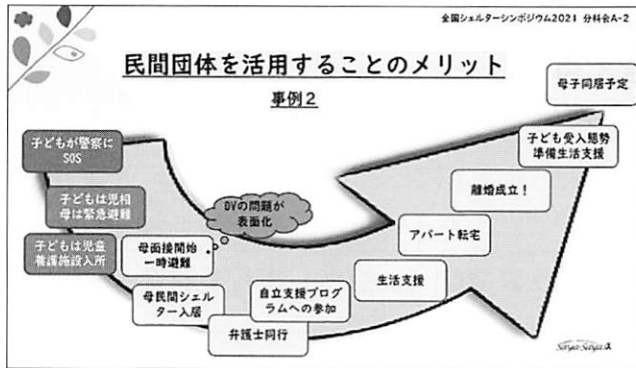 全国シェルターシンポジウム2021 分科会A-2
民間団体を活用することのメリット
事例2
子どもが警察に
SOS
子どもは児相
母は緊急避難
子どもは児童
養護施設入所
DVの問題が
表面化
母面接開始
一時避難
母民間シェル
ター入居
弁護士同行
自立支援プログ
ラムへの参加
生活支援
アパート転宅
離婚成立！
子ども受入態勢
準備生活支援
母子同居予定
SayaSaya